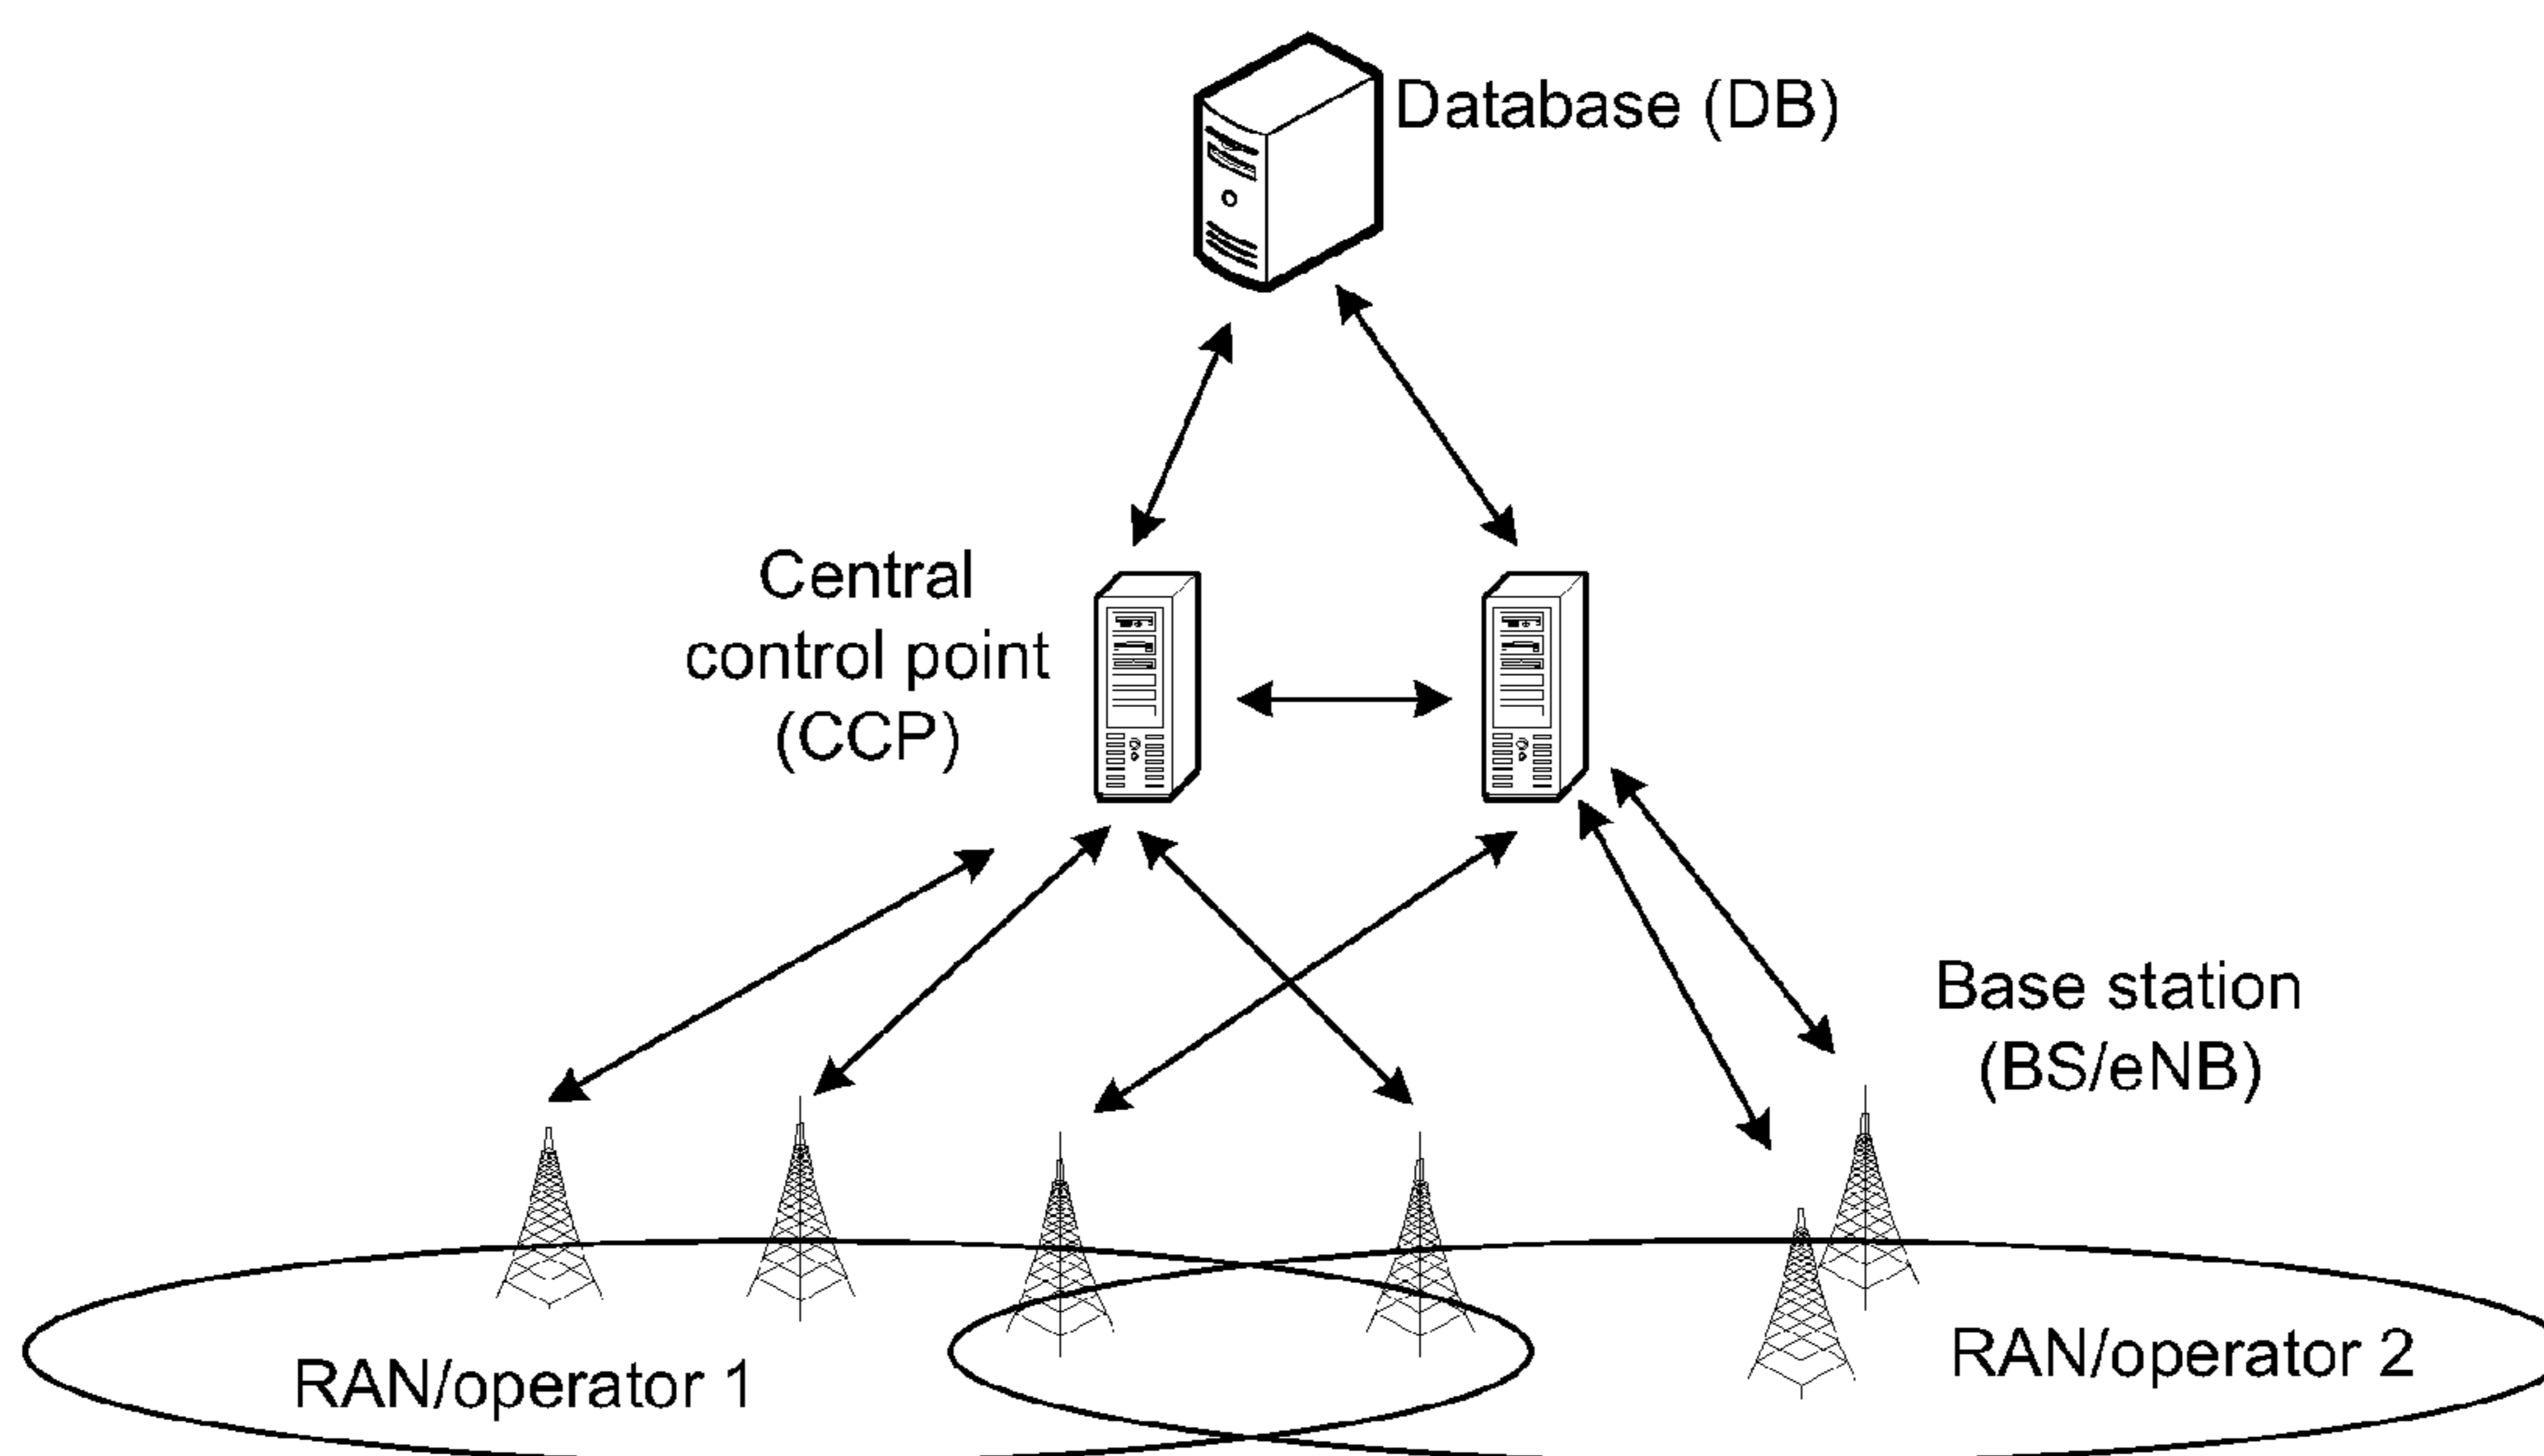 Database (DB)
Central
control point
(CCP)
Base station
(BS/eNB)
RAN/operator 1
RAN/operator 2